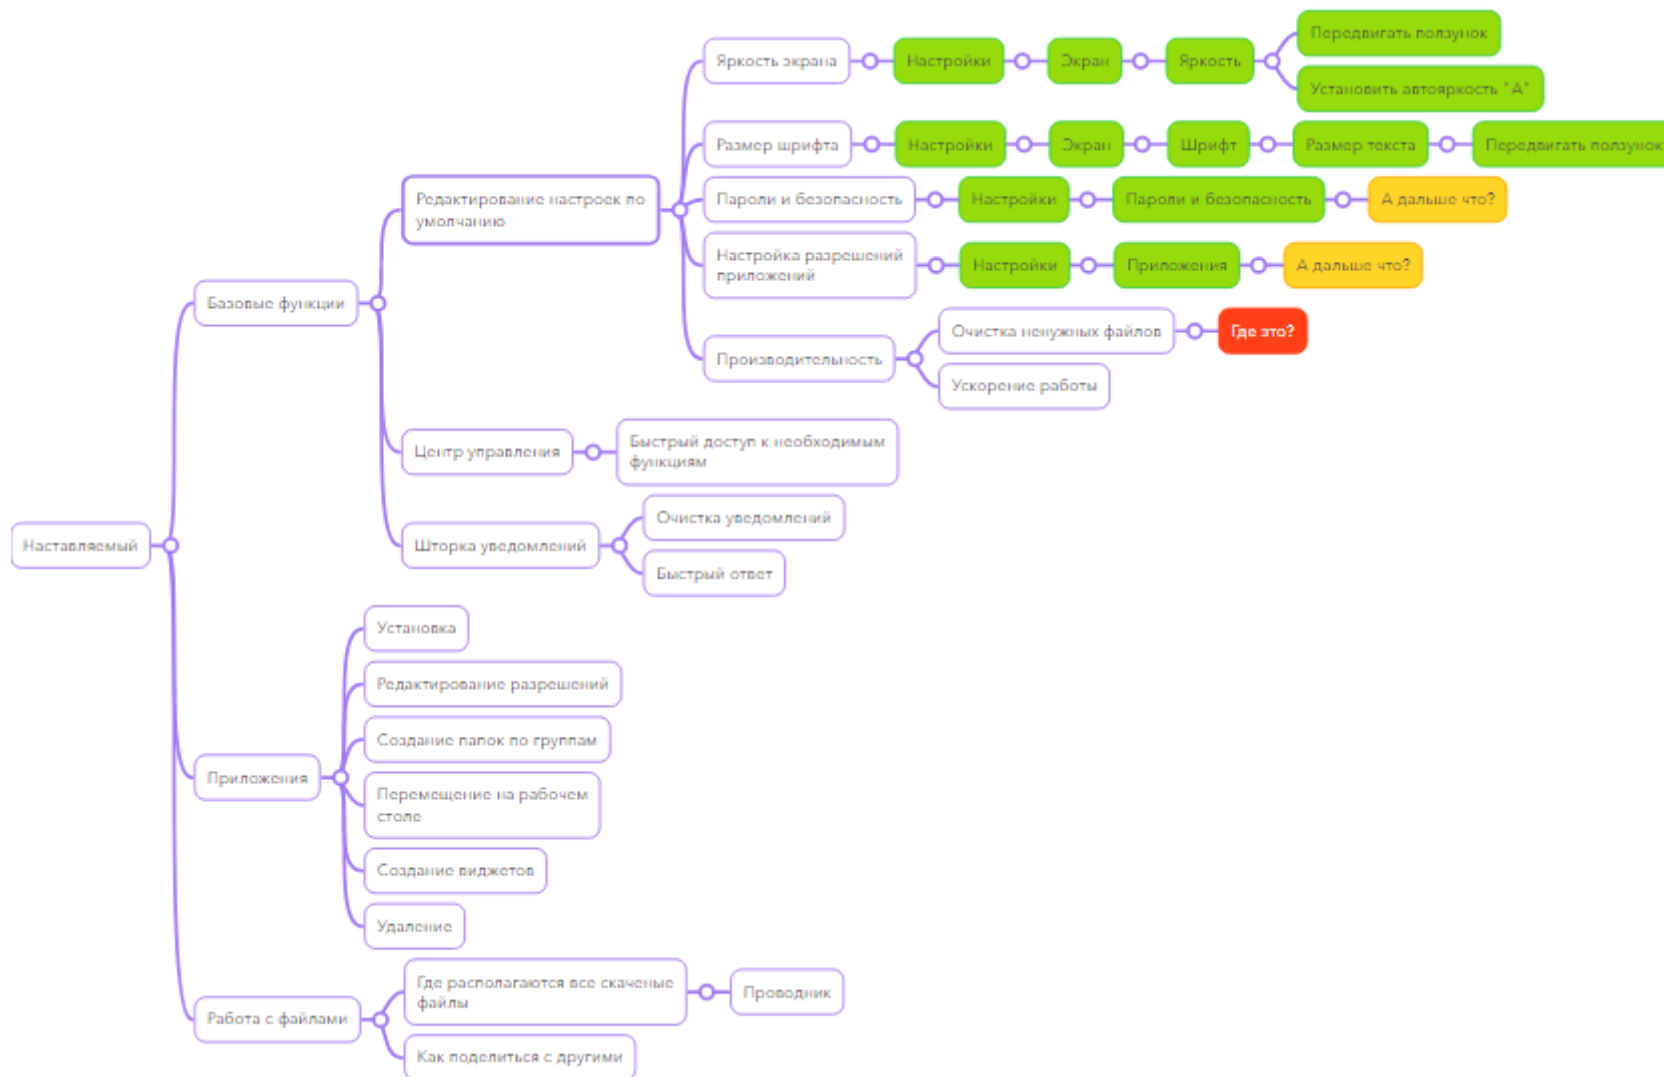 Наставляемый
Базовые функции
Редактирование настроек по
умолчанию
Яркость экрана
Настройки
Экран
Яркость
Передвигать ползунок
Установить автояркость "А"
Размер шрифта
Настройки
Экран
Шрифт
Размер текста
Передвигать ползунок
Пароли и безопасность
Настройки
Пароли и безопасность
А дальше что?
Настройка разрешений
приложений
Настройки
Приложения
А дальше что?
Производительность
Очистка ненужных файлов
Где это?
Ускорение работы
Центр управления
Быстрый доступ к необходимым
функциям
Шторка уведомлений
Очистка уведомлений
Быстрый ответ
Приложения
Установка
Редактирование разрешений
Создание папок по группам
Перемещение на рабочем
столе
Создание виджетов
Удаление
Работа с файлами
Где располагаются все скаченые
файлы
Проводник
Как поделиться с другими